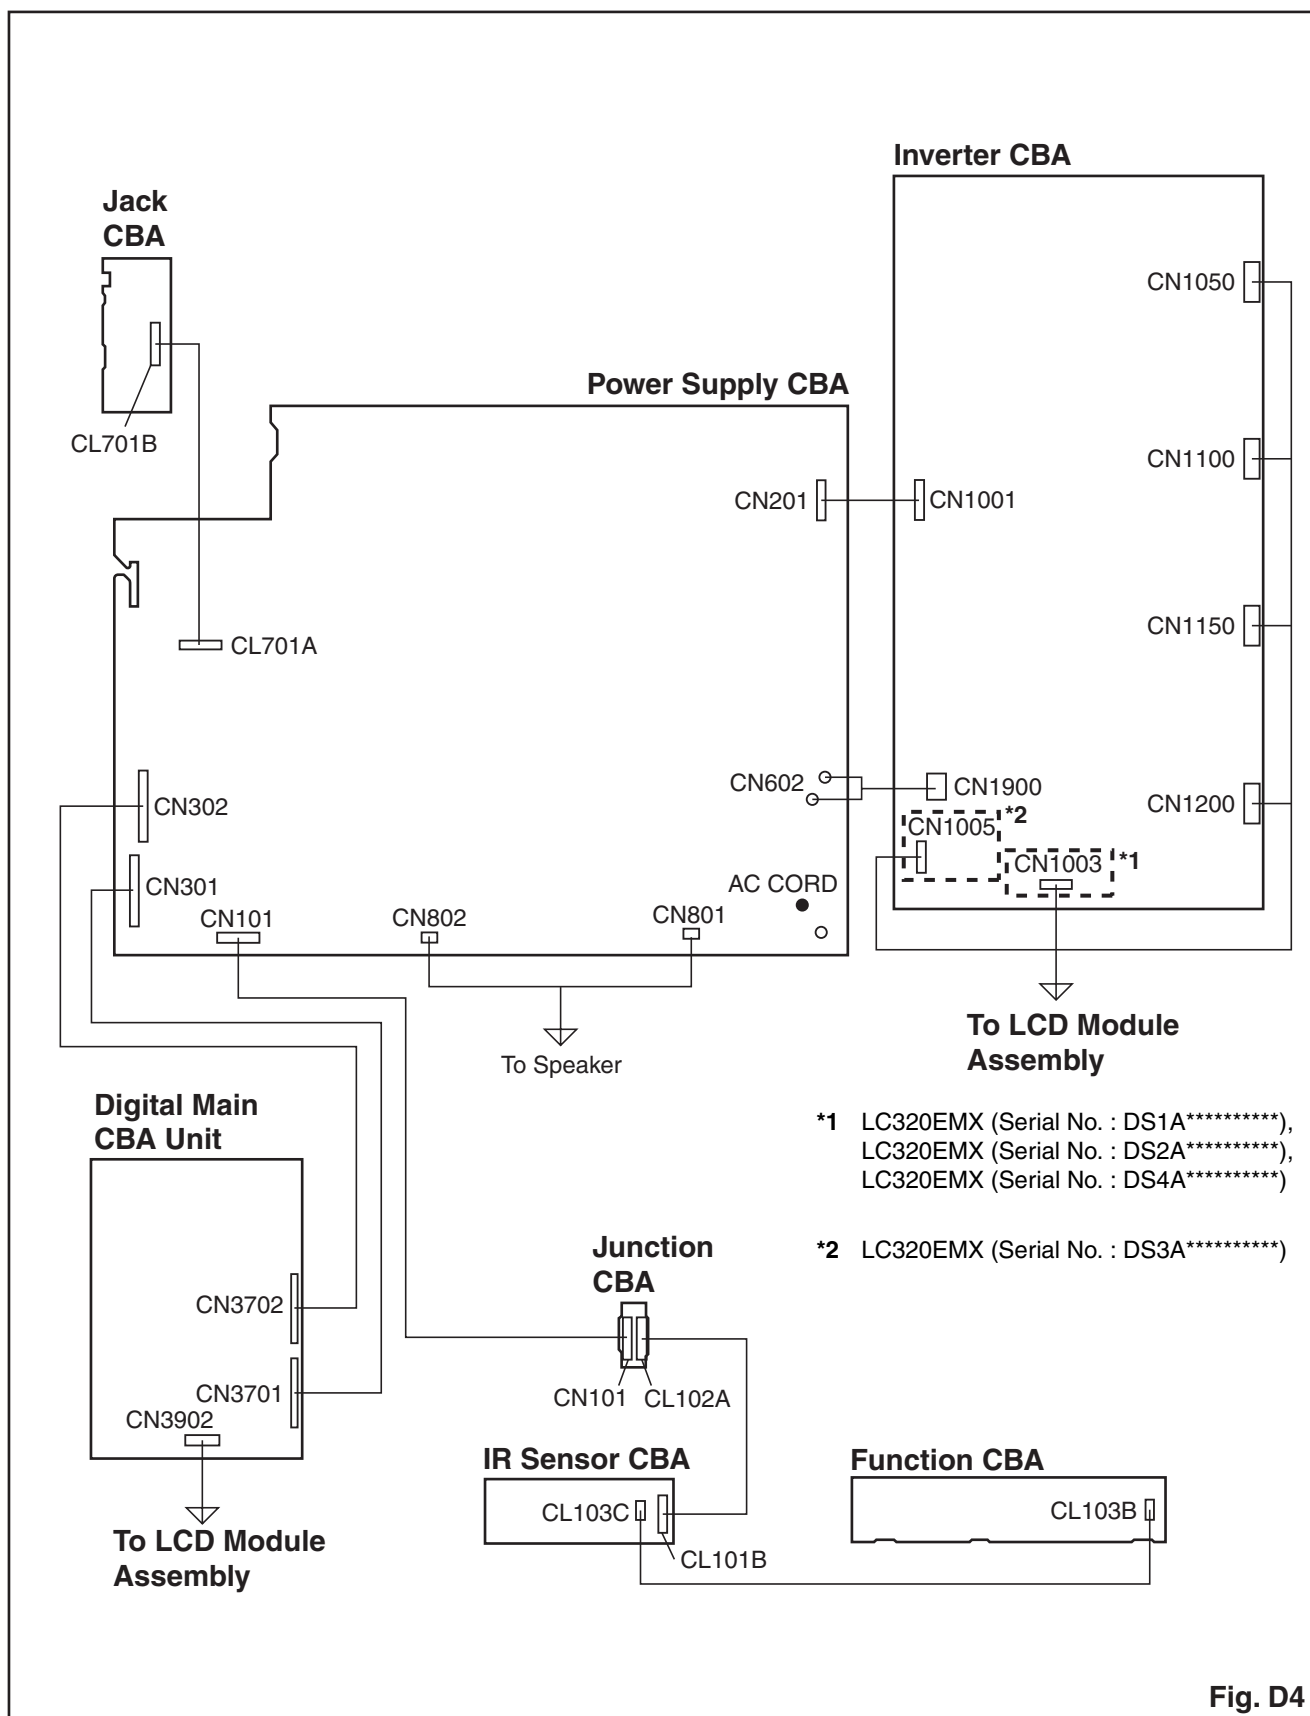 Inverter CBA
Jack
CBA
CN1050
Power Supply CBA
CL701B
CN1100
CN201
CN1001
CN1150
CL701A
CN602
CN1900
CN302
CN1200
CN1005
*2
CN1003
*1
CN301
AC CORD
CN101
CN802
CN801
To Speaker
To LCD Module
Assembly
Digital Main
CBA Unit
*1 LC320EMX (Serial No. : DS1A**********),
LC320EMX (Serial No. : DS2A**********),
LC320EMX (Serial No. : DS4A**********)
*2 LC320EMX (Serial No. : DS3A**********)
Junction
CBA
CN3702
CN3701
CN3902
CN101
CL102A
IR Sensor CBA
Function CBA
CL103C
CL103B
CL101B
To LCD Module
Assembly
Fig. D4